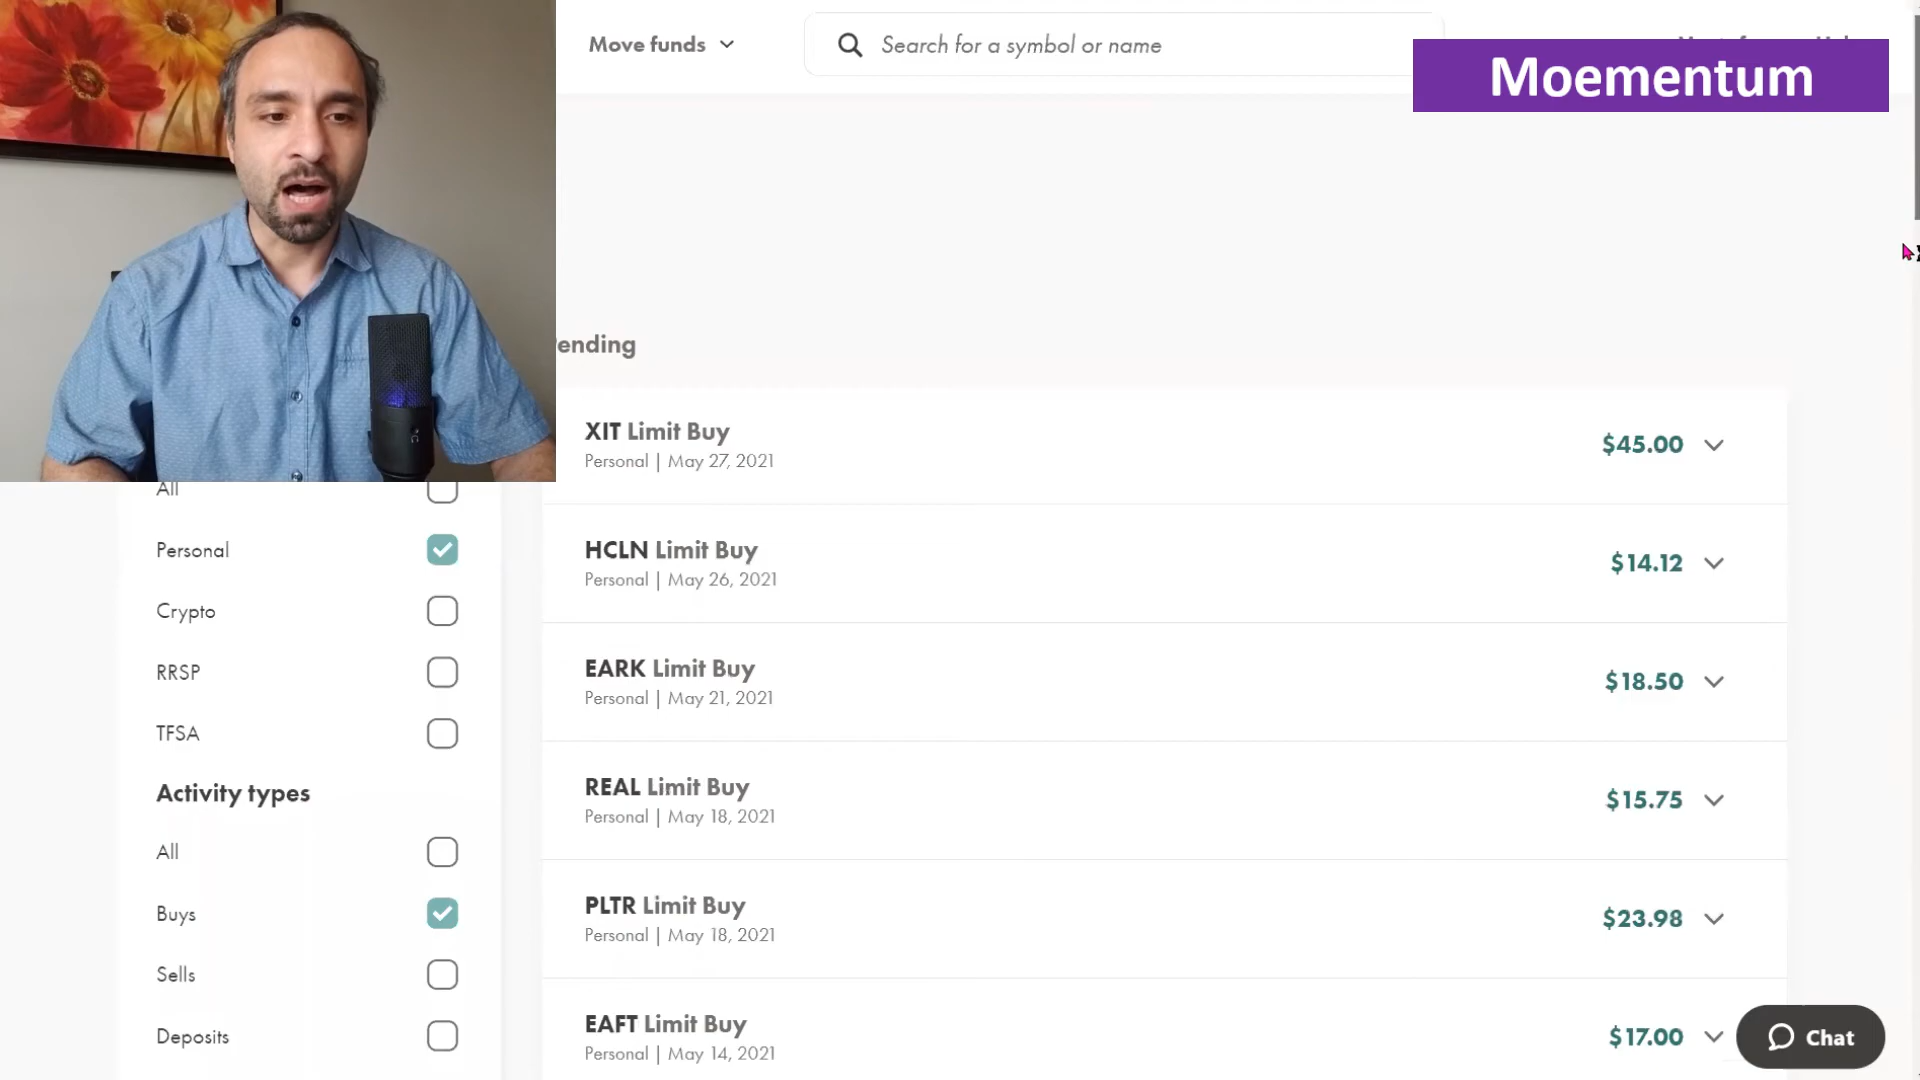 Move funds
Search for a symbol or name
Moementum
ending
XIT Limit Buy
Personal | May 27, 2021
$45.00
HCLN Limit Buy
Personal | May 26, 2021
$14.12
EARK Limit Buy
Personal | May 21, 2021
$18.50
REAL Limit Buy
Personal | May 18, 2021
$15.75
PLTR Limit Buy
Personal | May 18, 2021
$23.98
EAFT Limit Buy
Personal | May 14, 2021
$17.00
All
Personal
Crypto
RRSP
TFSA
Activity types
All
Buys
Sells
Deposits
Chat